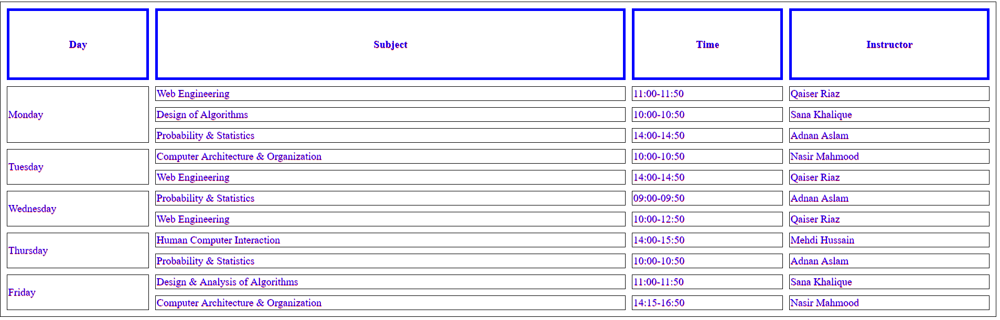 Day Subject Time Instructor
Monday Web Engineering 11:00-11:50 Qaiser Riaz
Design of Algorithms 10:00-10:50 Sana Khalique
Probability & Statistics 14:00-14:50 Adnan Aslam
Tuesday Computer Architecture & Organization 10:00-10:50 Nasir Mahmood
Web Engineering 14:00-14:50 Qaiser Riaz
Wednesday Probability & Statistics 09:00-09:50 Adnan Aslam
Web Engineering 10:00-12:50 Qaiser Riaz
Thursday Human Computer Interaction 14:00-15:50 Mehdi Hussain
Probability & Statistics 10:00-10:50 Adnan Aslam
Friday Design & Analysis of Algorithms 11:00-11:50 Sana Khalique
Computer Architecture & Organization 14:15-16:50 Nasir Mahmood